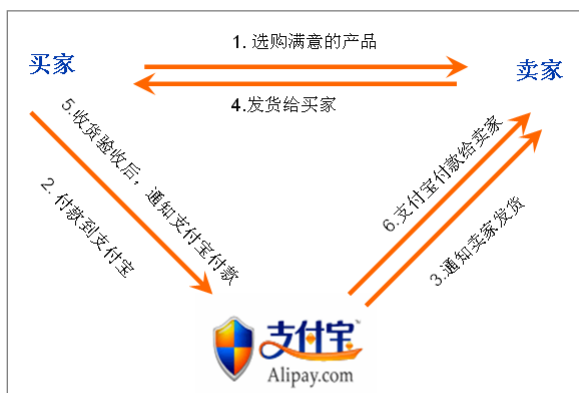 1. 选购满意的产品
买家
卖家
4.发货给买家
5.收货验收后，通知支付宝付款
2. 付款到支付宝
6.支付宝付款给卖家
3.通知卖家发货
支付宝
Alipay.com